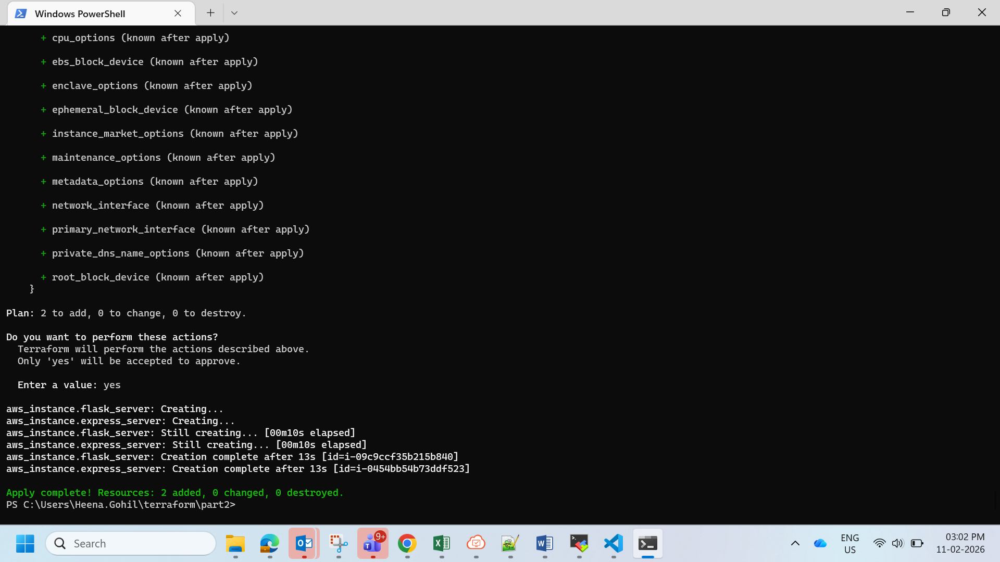 Windows PowerShell
+ cpu_options (known after apply)
+ ebs_block_device (known after apply)
+ enclave_options (known after apply)
+ ephemeral_block_device (known after apply)
+ instance_market_options (known after apply)
+ maintenance_options (known after apply)
+ metadata_options (known after apply)
+ network_interface (known after apply)
+ primary_network_interface (known after apply)
+ private_dns_name_options (known after apply)
+ root_block_device (known after apply)
}
Plan: 2 to add, 0 to change, 0 to destroy.
Do you want to perform these actions?
Terraform will perform the actions described above.
Only 'yes' will be accepted to approve.
Enter a value: yes
aws_instance.flask_server: Creating...
aws_instance.express_server: Creating...
aws_instance.flask_server: Still creating... [00m10s elapsed]
aws_instance.express_server: Still creating... [00m10s elapsed]
aws_instance.flask_server: Creation complete after 13s [id=i-09c9ccf35b215b840]
aws_instance.express_server: Creation complete after 13s [id=i-0454bb54b73ddf523]
Apply complete! Resources: 2 added, 0 changed, 0 destroyed.
PS C:\Users\Heena.Gohil\terraform\part2>
Search
9+
ENG
US
03:02 PM
11-02-2026